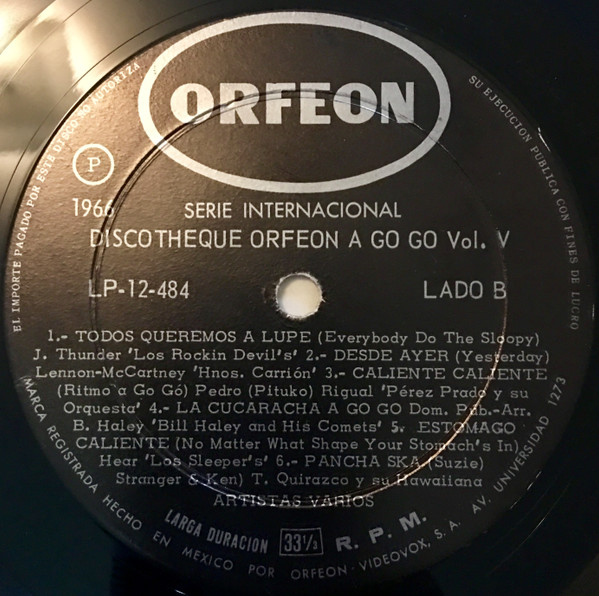 ORFEON
P
1966
SERIE INTERNACIONAL
DISCOTHEQUE ORFEON A GO GO Vol. V
LP-12-484
LADO B
1.- TODOS QUEREMOS A LUPE (Everybody Do The Sloopy)
J. Thunder 'Los Rockin Devil's' 2.- DESDE AYER (Yesterday)
Lennon-McCartney 'Hnos. Carrión' 3.- CALIENTE CALIENTE
(Ritmo a Go Gó) Pedro (Pituko) Rigual 'Pérez Prado y su
Orquesta' 4.- LA CUCARACHA A GO GO Dom. Pub.-Arr.
B. Haley 'Bill Haley and His Comets' 5.- ESTOMAGO
CALIENTE (No Matter What Shape Your Stomach's In)
Hear 'Los Sleeper's' 6.- PANCHA SKA (Suzie)
Stranger & Ken) T. Quirazco y su Hawaiiana
ARTISTAS VARIOS
LARGA DURACION 33 1/3 R. P. M.
EL IMPORTE PAGADO POR ESTE DISCO NO AUTORIZA
SU EJECUCION PUBLICA CON FINES DE LUCRO
MARCA REGISTRADA HECHO EN MEXICO POR ORFEON-VIDEOVOX, S. A. AV. UNIVERSIDAD 1273